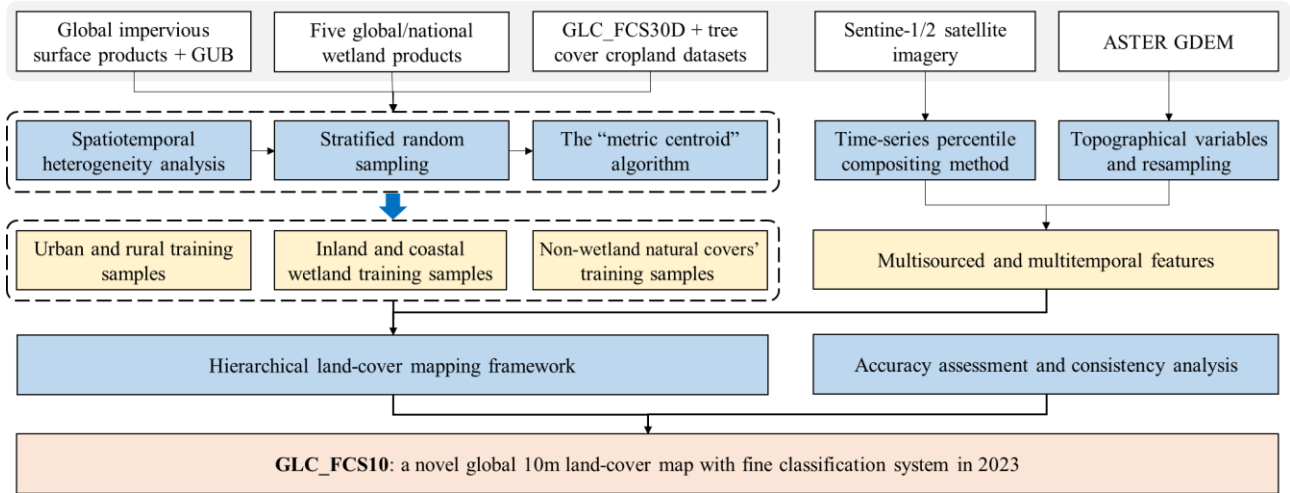 Global impervious
surface products + GUB
Five global/national
wetland products
GLC_FCS30D + tree
cover cropland datasets
Sentine-1/2 satellite
imagery
ASTER GDEM
Spatiotemporal
heterogeneity analysis
Stratified random
sampling
The “metric centroid”
algorithm
Time-series percentile
compositing method
Topographical variables
and resampling
Urban and rural training
samples
Inland and coastal
wetland training samples
Non-wetland natural covers’
training samples
Multisourced and multitemporal features
Hierarchical land-cover mapping framework
Accuracy assessment and consistency analysis
GLC_FCS10: a novel global 10m land-cover map with fine classification system in 2023